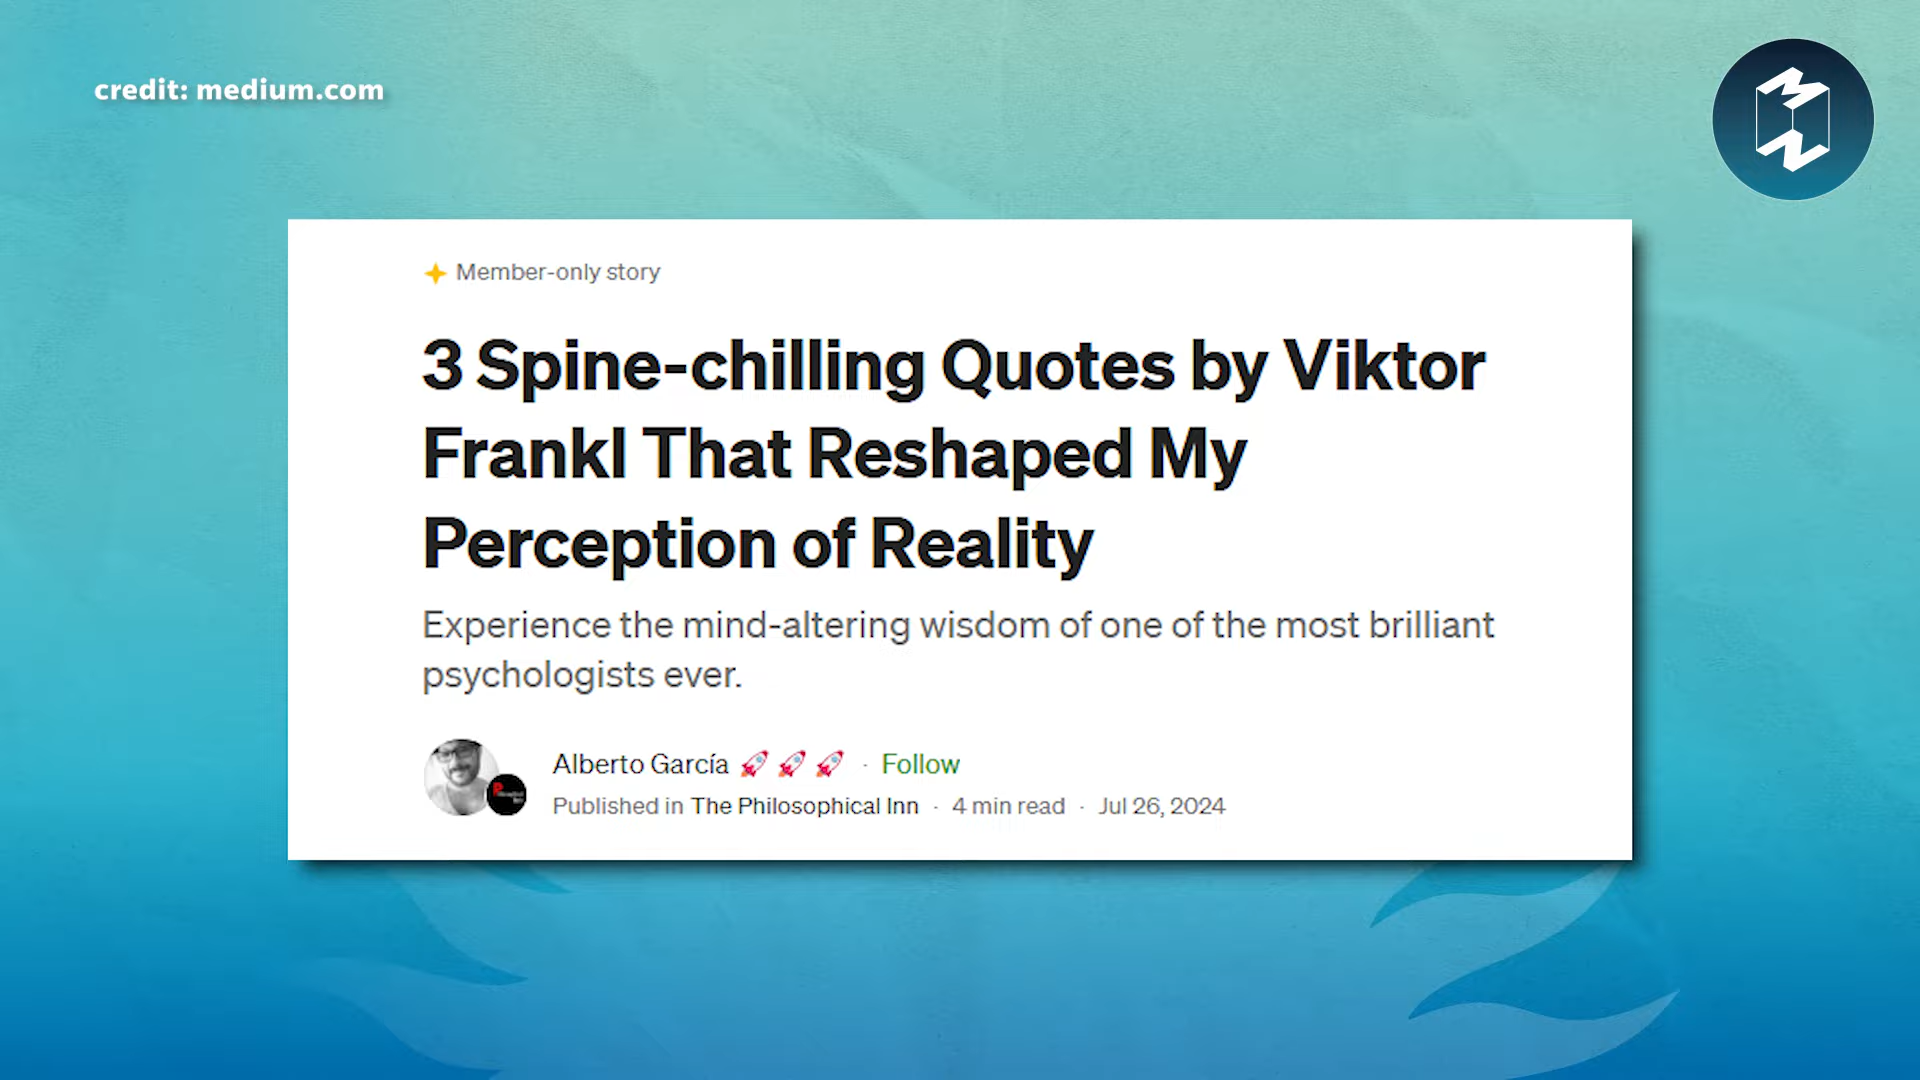 credit: medium.com
Member-only story
3 Spine-chilling Quotes by Viktor
Frankl That Reshaped My
Perception of Reality
Experience the mind-altering wisdom of one of the most brilliant
psychologists ever.
Alberto García 🚀 🚀 🚀 · Follow
Published in The Philosophical Inn · 4 min read · Jul 26, 2024